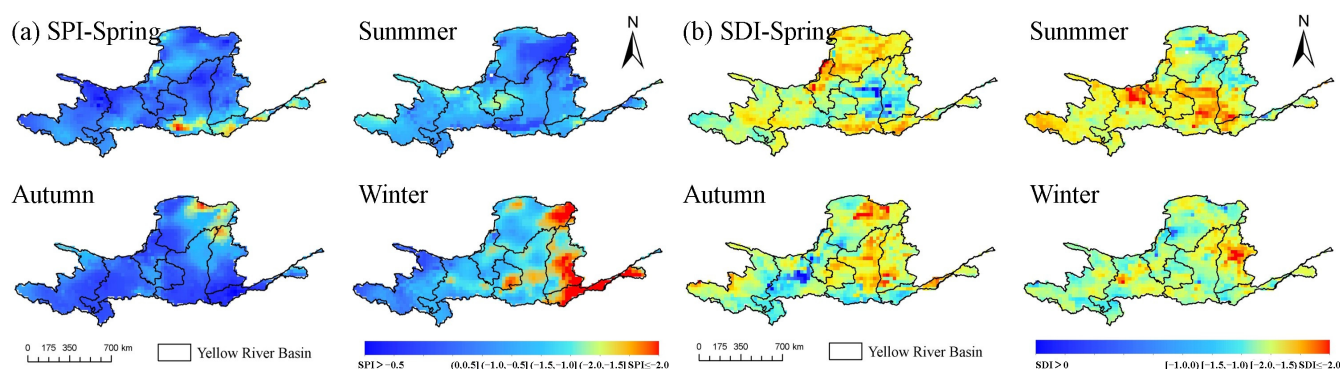 (a) SPI-Spring
Sunmmer
N
(b) SDI-Spring
Sunmmer
N
Autumn
Winter
Autumn
Winter
0 175 350 700 km
Yellow River Basin
SPI>−0.5 (0,0.5] (−1.0,−0.5] (−1.5,−1.0] (−2.0,−1.5] SPI≤−2.0
0 175 350 700 km
Yellow River Basin
SDI>0 [−1.0,0) [−1.5,−1.0) [−2.0,−1.5) SDI≤−2.0